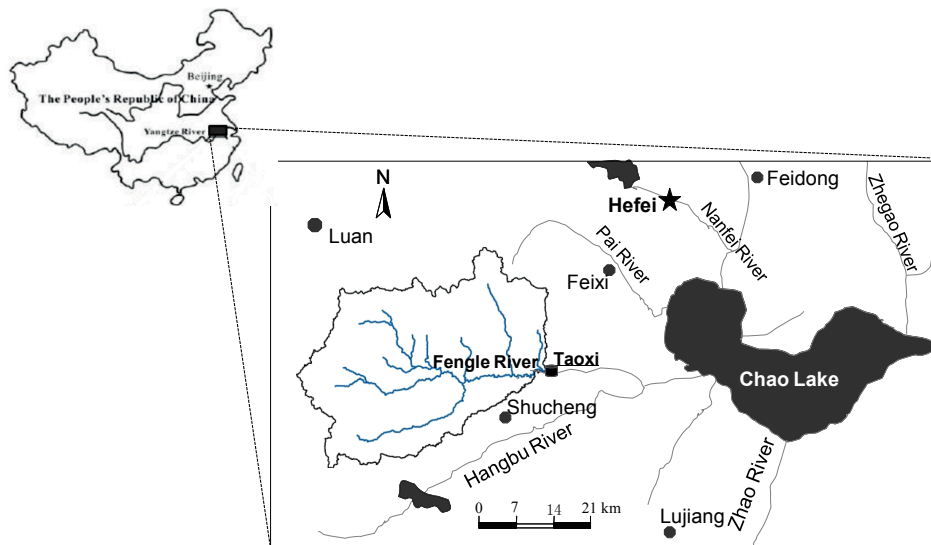 Beijing
The People's Republic of China
Yangtze River
N
Luan
Hefei
Feidong
Zhegao River
Nanfei River
Pai River
Feixi
Fengle River
Taoxi
Chao Lake
Shucheng
Hangbu River
Zhao River
0 7 14 21 km
Lujiang